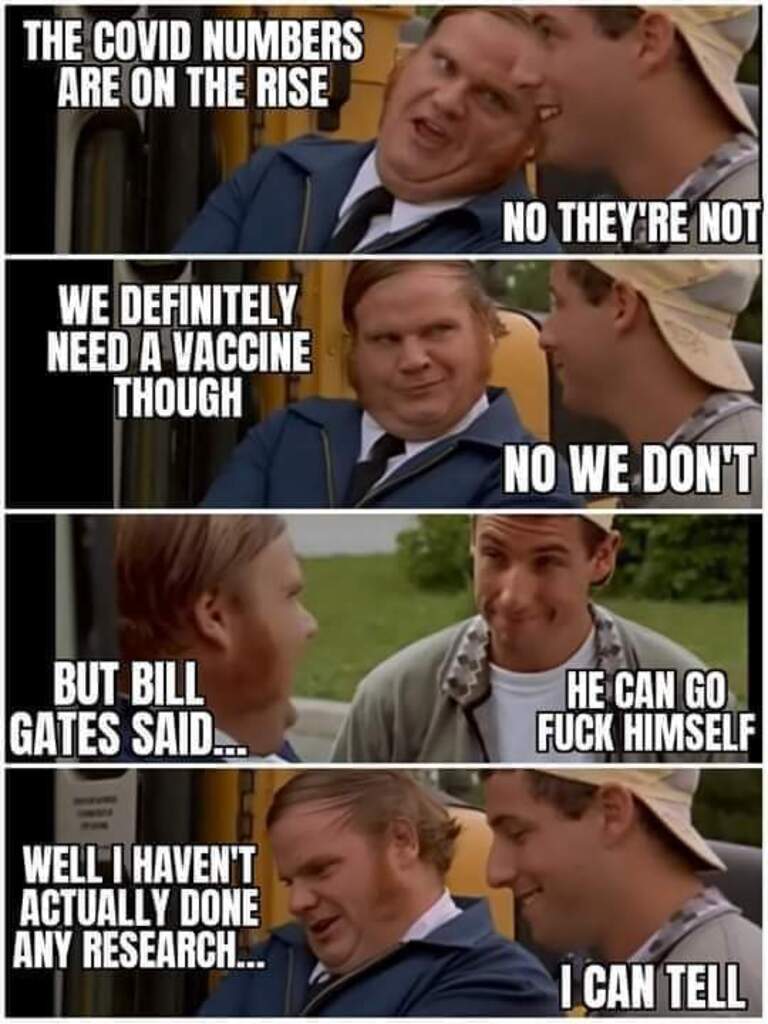 THE COVID NUMBERS
ARE ON THE RISE
NO THEY'RE NOT
WE DEFINITELY
NEED A VACCINE
THOUGH
NO WE DON'T
BUT BILL
GATES SAID...
HE CAN GO
FUCK HIMSELF
WELL I HAVEN'T
ACTUALLY DONE
ANY RESEARCH...
I CAN TELL